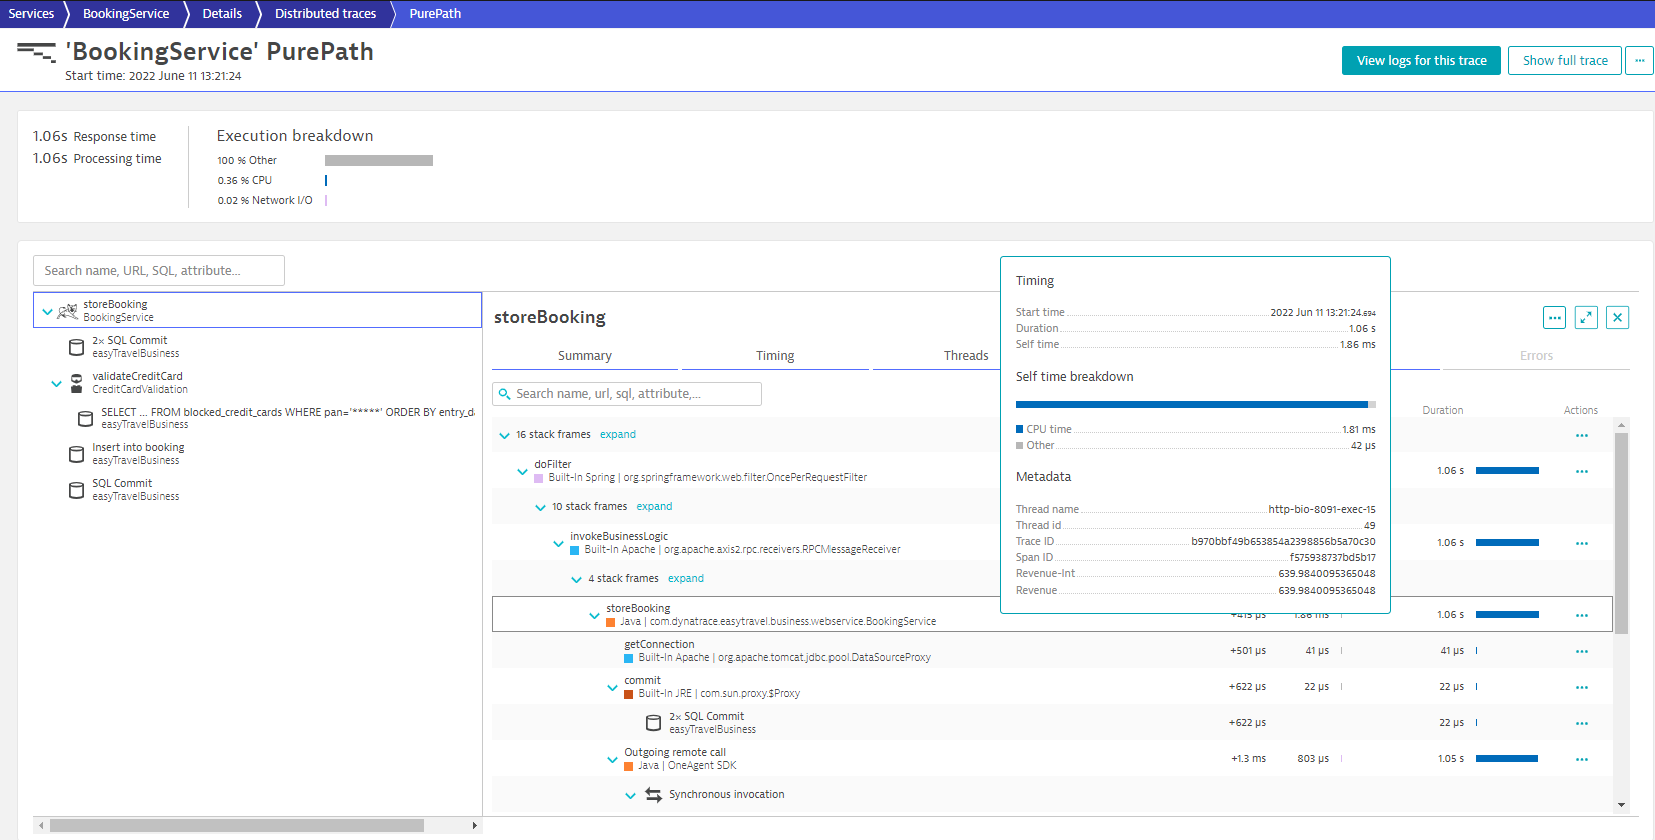 Services BookingService Details Distributed traces PurePath
'BookingService' PurePath
Start time: 2022 June 11 13:21:24
View logs for this trace Show full trace ...
1.06s Response time
1.06s Processing time
Execution breakdown
100 % Other
0.36 % CPU
0.02 % Network I/O
Search name, URL, SQL, attribute...
storeBooking
BookingService
2× SQL Commit
easyTravelBusiness
validateCreditCard
CreditCardValidation
SELECT ... FROM blocked_credit_cards WHERE pan='*****' ORDER BY entry_da
easyTravelBusiness
Insert into booking
easyTravelBusiness
SQL Commit
easyTravelBusiness
storeBooking
Summary Timing Threads Errors
Search name, url, sql, attribute,...
Duration Actions
16 stack frames expand
doFilter
Built-In Spring | org.springframework.web.filter.OncePerRequestFilter
1.06 s
10 stack frames expand
invokeBusinessLogic
Built-In Apache | org.apache.axis2.rpc.receivers.RPCMessageReceiver
1.06 s
4 stack frames expand
storeBooking
Java | com.dynatrace.easytravel.business.webservice.BookingService
+415 µs 1.86 ms 1.06 s
getConnection
Built-In Apache | org.apache.tomcat.jdbc.pool.DataSourceProxy
+501 µs 41 µs 41 µs
commit
Built-In JRE | com.sun.proxy.$Proxy
+622 µs 22 µs 22 µs
2× SQL Commit
easyTravelBusiness
+622 µs 22 µs
Outgoing remote call
Java | OneAgent SDK
+1.3 ms 803 µs 1.05 s
Synchronous invocation
Timing
Start time 2022 Jun 11 13:21:24.694
Duration 1.06 s
Self time 1.86 ms
Self time breakdown
CPU time 1.81 ms
Other 42 µs
Metadata
Thread name http-bio-8091-exec-15
Thread id 49
Trace ID b970bbf49b653854a2398856b5a70c30
Span ID f575938737bd5b17
Revenue-Int 639.9840095365048
Revenue 639.9840095365048